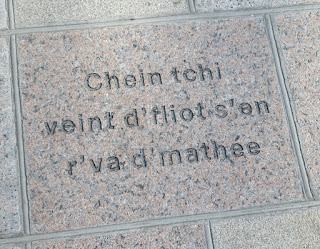 Chein tchi
veint d'fliot s'en
r'va d'mathée